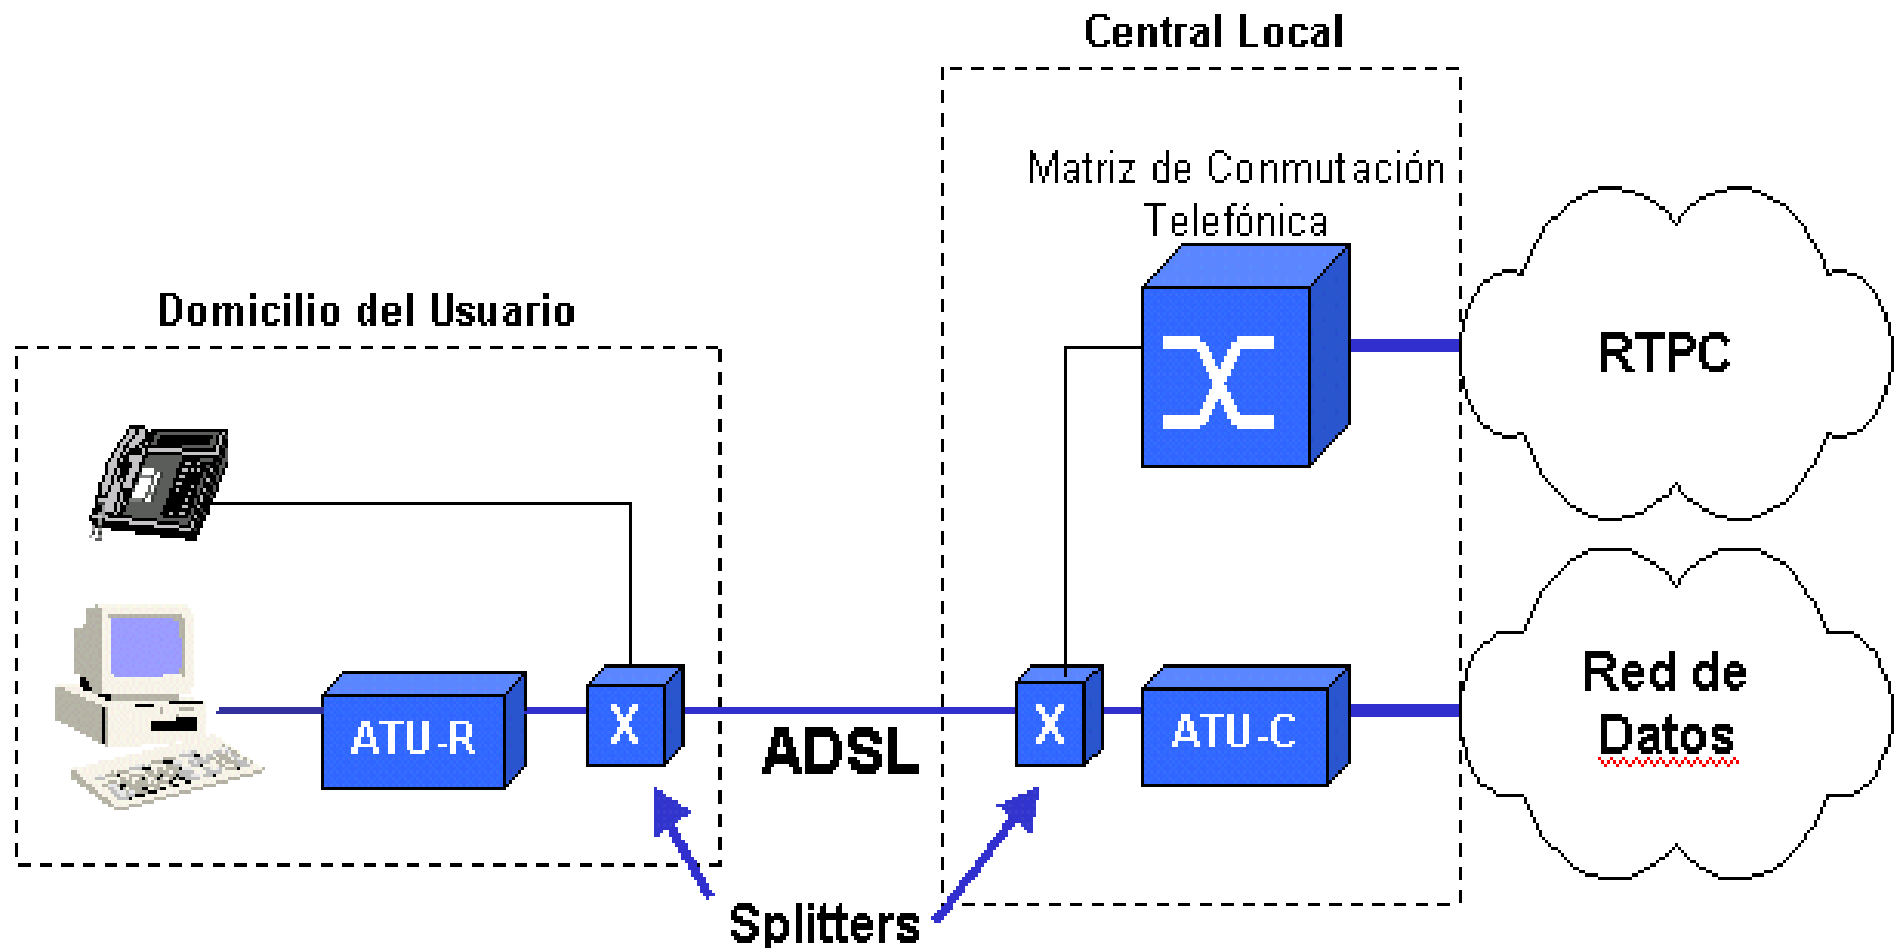 Central Local
Matriz de Conmutación
Telefónica
Domicilio del Usuario
RTPC
ATU-R
X
ADSL
X
ATU-C
Red de
Datos
Splitters